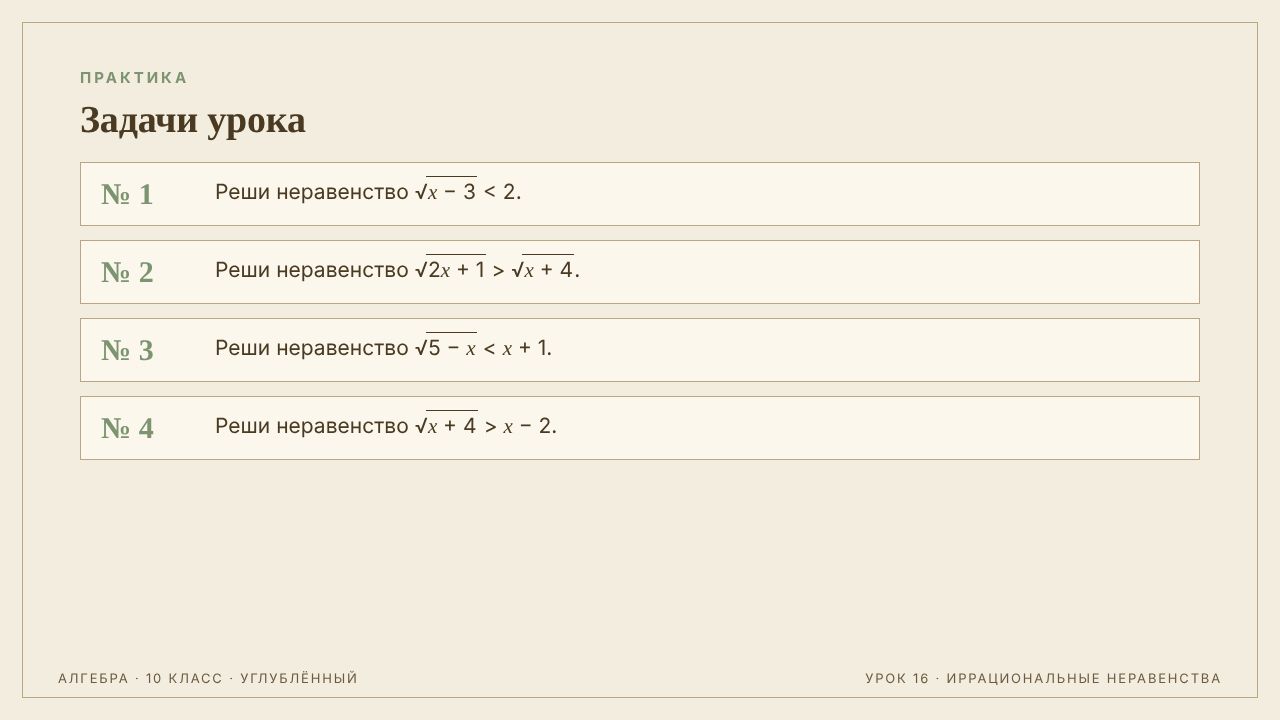 ПРАКТИКА
Задачи урока
№ 1 Реши неравенство √x − 3 < 2.
№ 2 Реши неравенство √2x + 1 > √x + 4.
№ 3 Реши неравенство √5 − x < x + 1.
№ 4 Реши неравенство √x + 4 > x − 2.
АЛГЕБРА · 10 КЛАСС · УГЛУБЛЁННЫЙ
УРОК 16 · ИРРАЦИОНАЛЬНЫЕ НЕРАВЕНСТВА